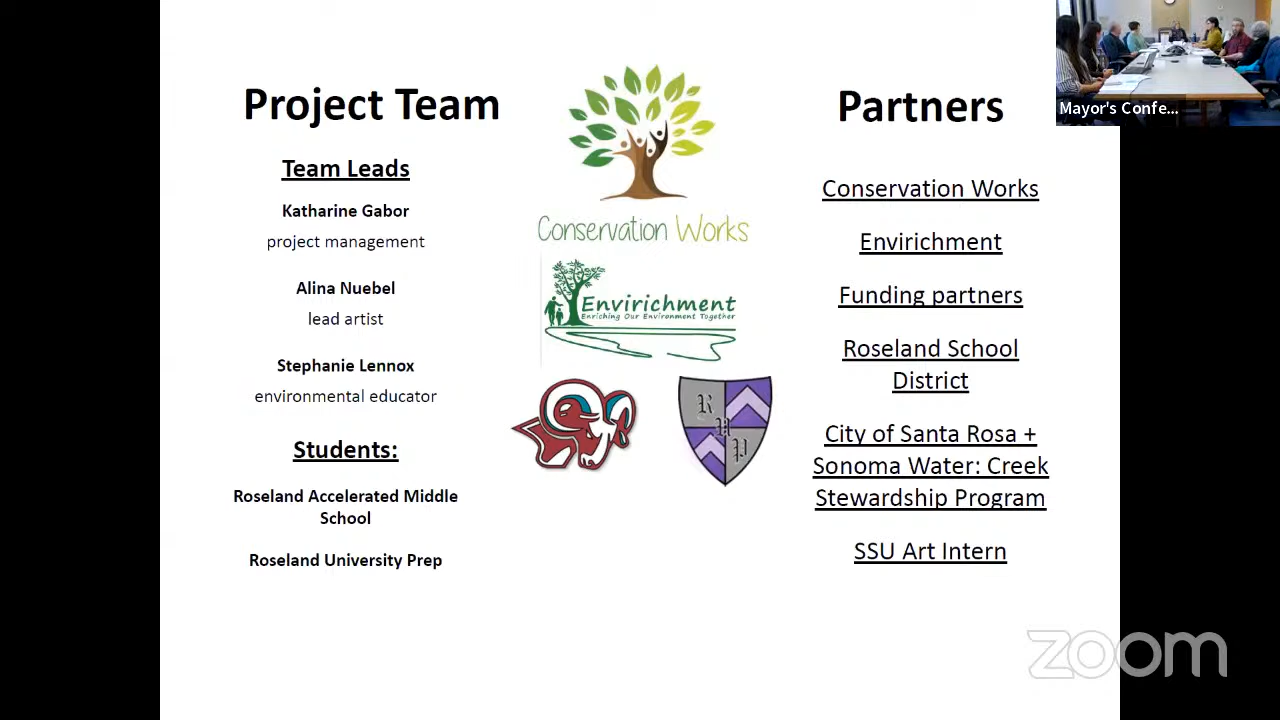 Project Team
Team Leads
Katharine Gabor
project management
Alina Nuebel
lead artist
Stephanie Lennox
environmental educator
Students:
Roseland Accelerated Middle
School
Roseland University Prep
Conservation Works
Envirichment
Enriching Our Environment Together
R
U
P
Partners
Conservation Works
Envirichment
Funding partners
Roseland School
District
City of Santa Rosa +
Sonoma Water: Creek
Stewardship Program
SSU Art Intern
Mayor's Confe...
zoom